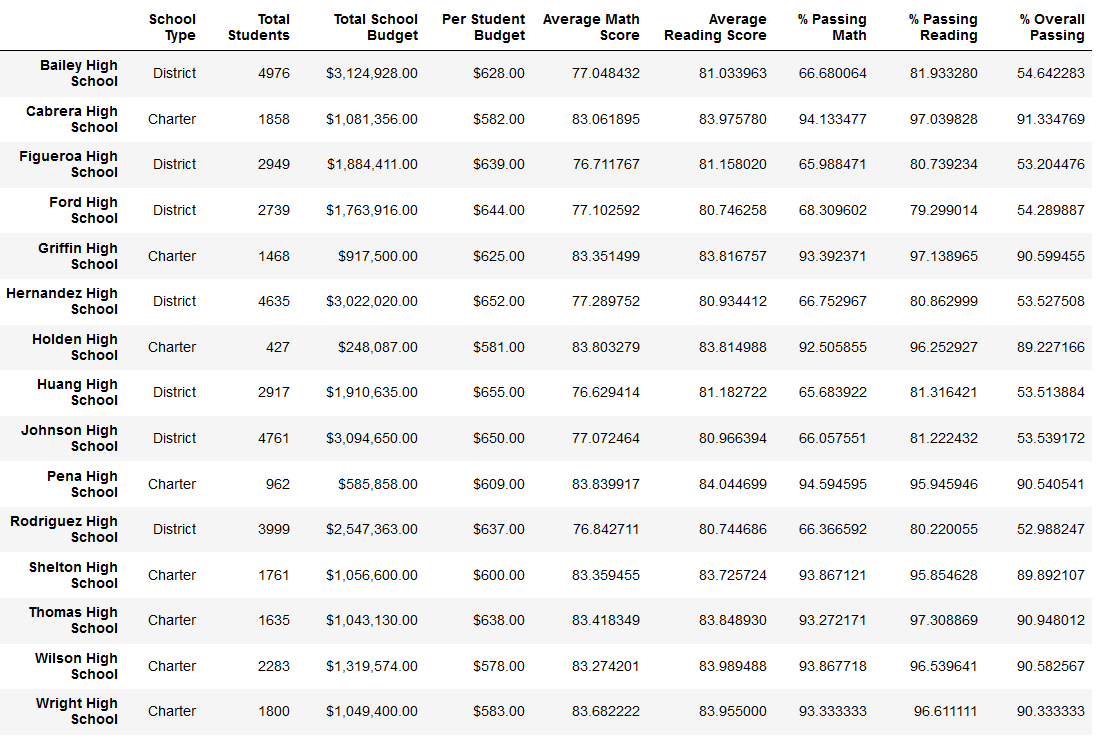 School Type Total Students Total School Budget Per Student Budget Average Math Score Average Reading Score % Passing Math % Passing Reading % Overall Passing
Bailey High School District 4976 $3,124,928.00 $628.00 77.048432 81.033963 66.680064 81.933280 54.642283
Cabrera High School Charter 1858 $1,081,356.00 $582.00 83.061895 83.975780 94.133477 97.039828 91.334769
Figueroa High School District 2949 $1,884,411.00 $639.00 76.711767 81.158020 65.988471 80.739234 53.204476
Ford High School District 2739 $1,763,916.00 $644.00 77.102592 80.746258 68.309602 79.299014 54.289887
Griffin High School Charter 1468 $917,500.00 $625.00 83.351499 83.816757 93.392371 97.138965 90.599455
Hernandez High School District 4635 $3,022,020.00 $652.00 77.289752 80.934412 66.752967 80.862999 53.527508
Holden High School Charter 427 $248,087.00 $581.00 83.803279 83.814988 92.505855 96.252927 89.227166
Huang High School District 2917 $1,910,635.00 $655.00 76.629414 81.182722 65.683922 81.316421 53.513884
Johnson High School District 4761 $3,094,650.00 $650.00 77.072464 80.966394 66.057551 81.222432 53.539172
Pena High School Charter 962 $585,858.00 $609.00 83.839917 84.044699 94.594595 95.945946 90.540541
Rodriguez High School District 3999 $2,547,363.00 $637.00 76.842711 80.744686 66.366592 80.220055 52.988247
Shelton High School Charter 1761 $1,056,600.00 $600.00 83.359455 83.725724 93.867121 95.854628 89.892107
Thomas High School Charter 1635 $1,043,130.00 $638.00 83.418349 83.848930 93.272171 97.308869 90.948012
Wilson High School Charter 2283 $1,319,574.00 $578.00 83.274201 83.989488 93.867718 96.539641 90.582567
Wright High School Charter 1800 $1,049,400.00 $583.00 83.682222 83.955000 93.333333 96.611111 90.333333